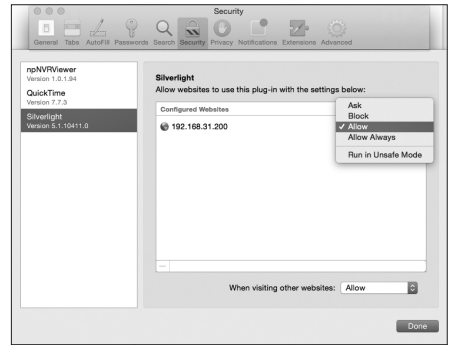 Security
General Tabs AutoFill Passwords Search Security Privacy Notifications Extensions Advanced
npNVRViewer
Version 1.0.1.94
QuickTime
Version 7.7.3
Silverlight
Version 5.1.10411.0
Silverlight
Allow websites to use this plug-in with the settings below:
Configured Websites
192.168.31.200
Ask
Block
✓ Allow
Allow Always
Run in Unsafe Mode
When visiting other websites: Allow
Done